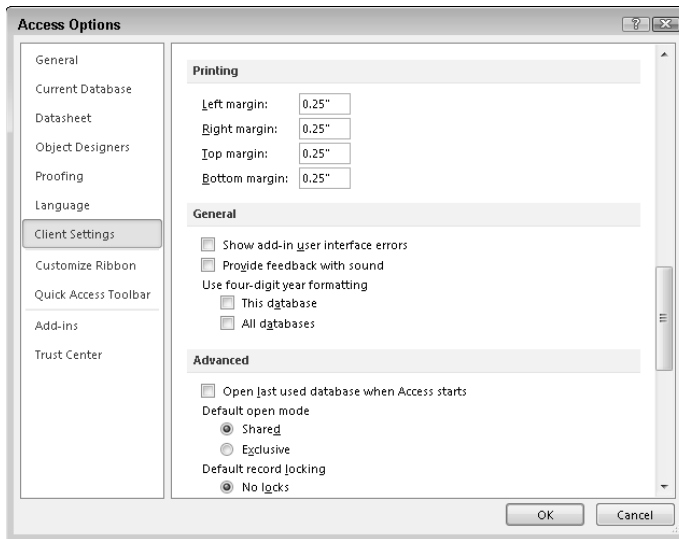 Access Options
General
Current Database
Datasheet
Object Designers
Proofing
Language
Client Settings
Customize Ribbon
Quick Access Toolbar
Add-ins
Trust Center
Printing
Left margin: 0.25"
Right margin: 0.25"
Top margin: 0.25"
Bottom margin: 0.25"
General
Show add-in user interface errors
Provide feedback with sound
Use four-digit year formatting
This database
All databases
Advanced
Open last used database when Access starts
Default open mode
Shared
Exclusive
Default record locking
No locks
OK
Cancel